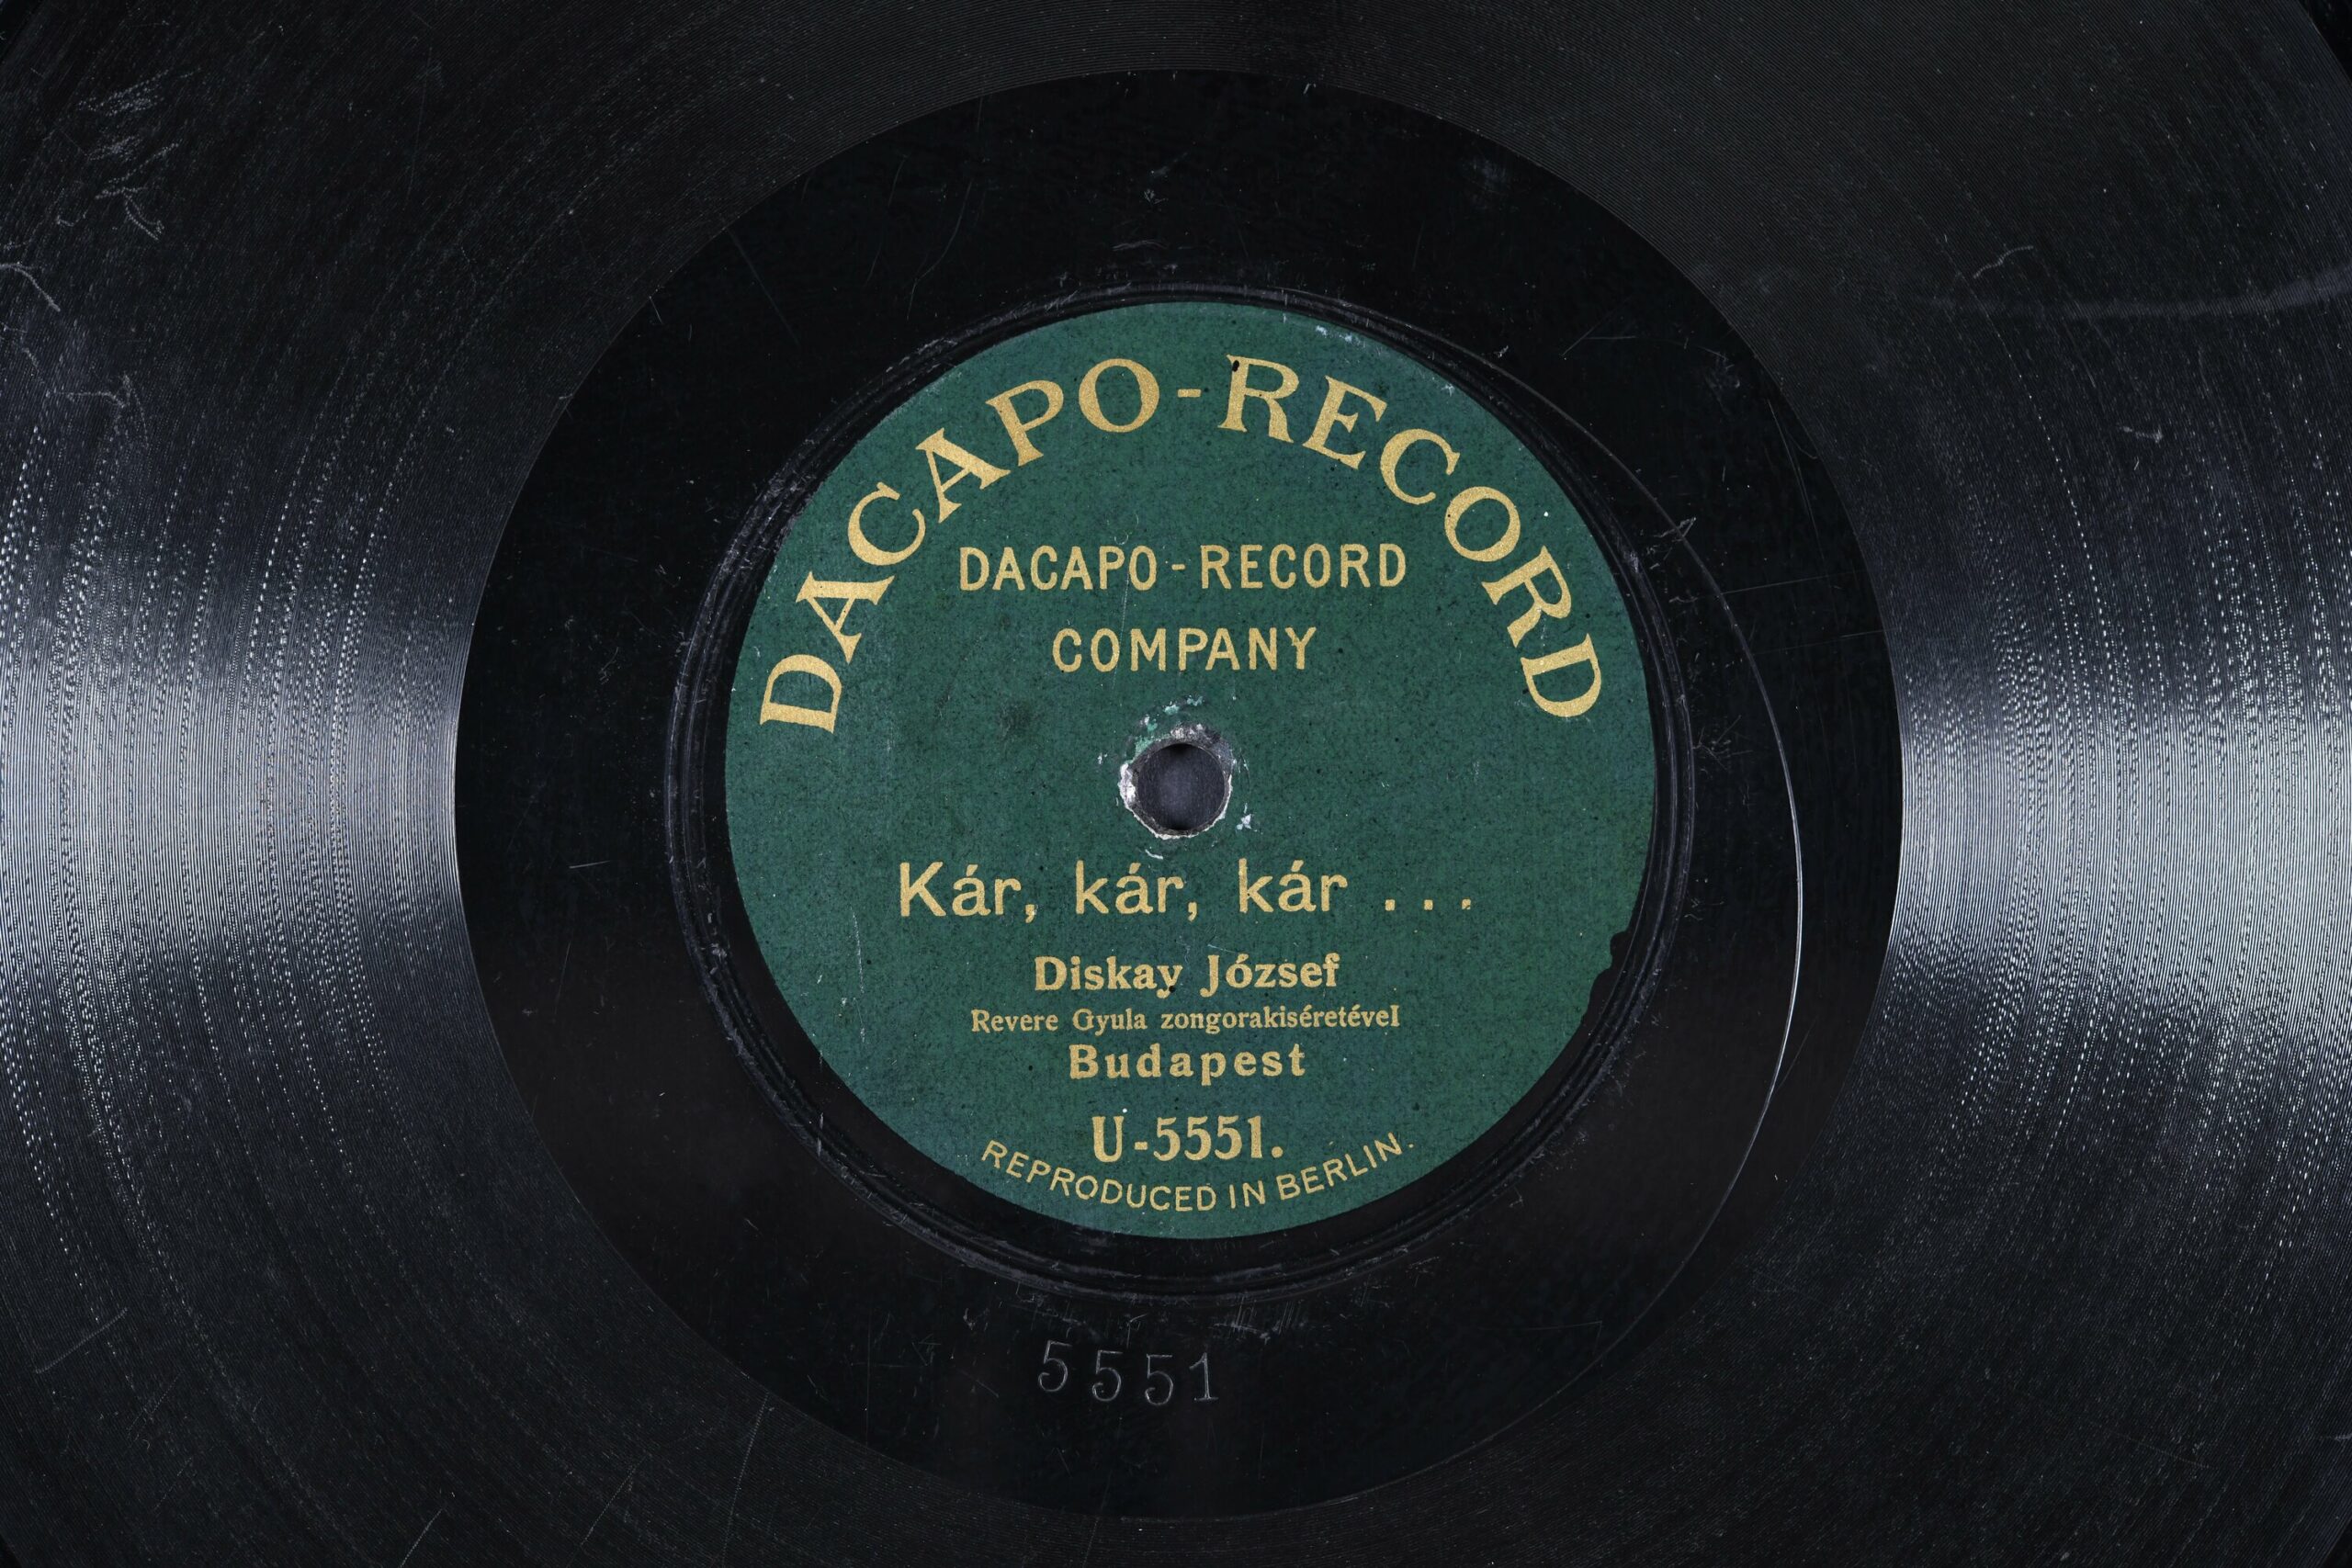 DACAPO-RECORD
DACAPO-RECORD
COMPANY
Kár, kár, kár ...
Diskay József
Revere Gyula zongorakiséretével
Budapest
U-5551.
REPRODUCED IN BERLIN.
5551